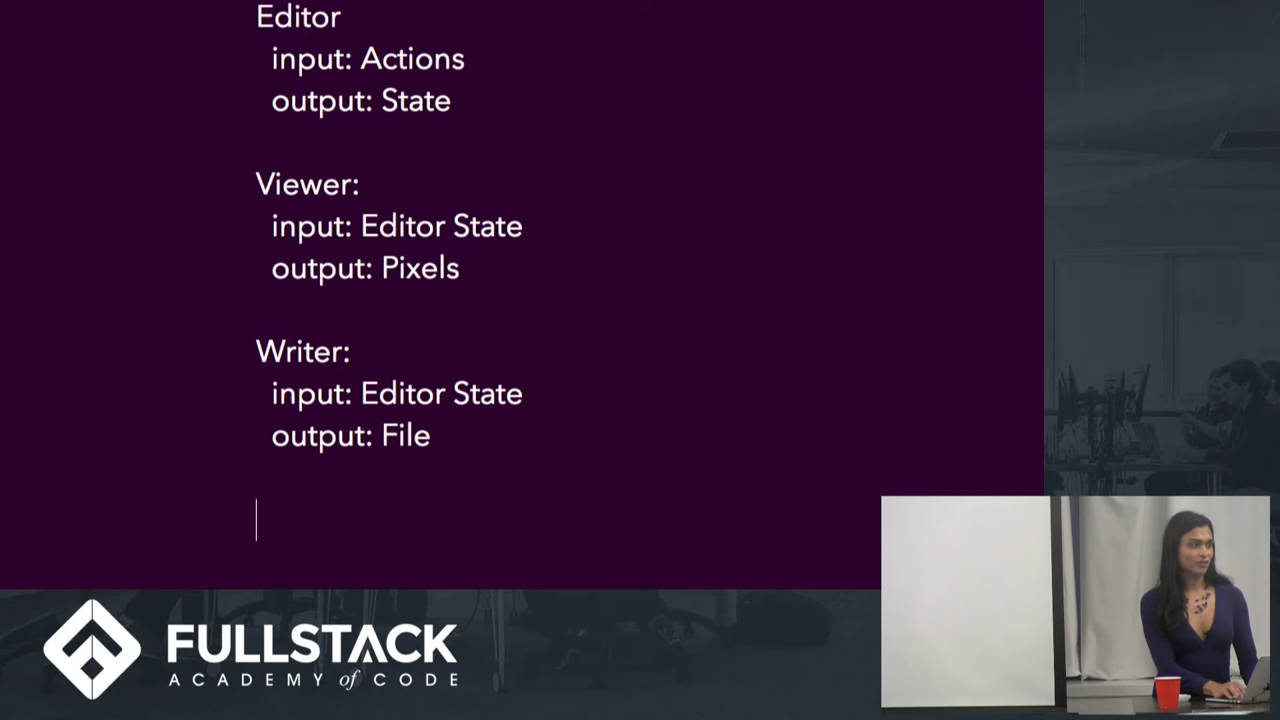 Editor
input: Actions
output: State
Viewer:
input: Editor State
output: Pixels
Writer:
input: Editor State
output: File
FULLSTACK
ACADEMY of CODE